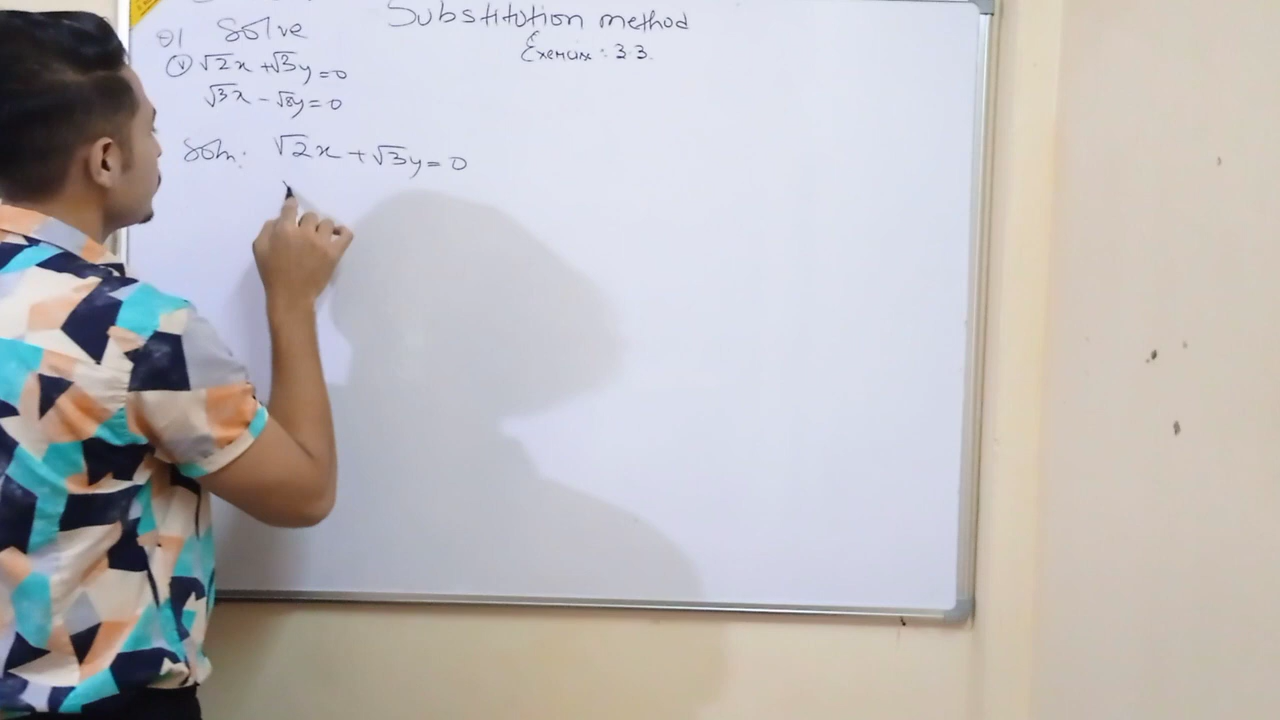 Substitution method
Exercise : 3.3.
Q1 Solve
(v) √2x + √3y = 0
√3x - √8y = 0
Soln: √2x + √3y = 0